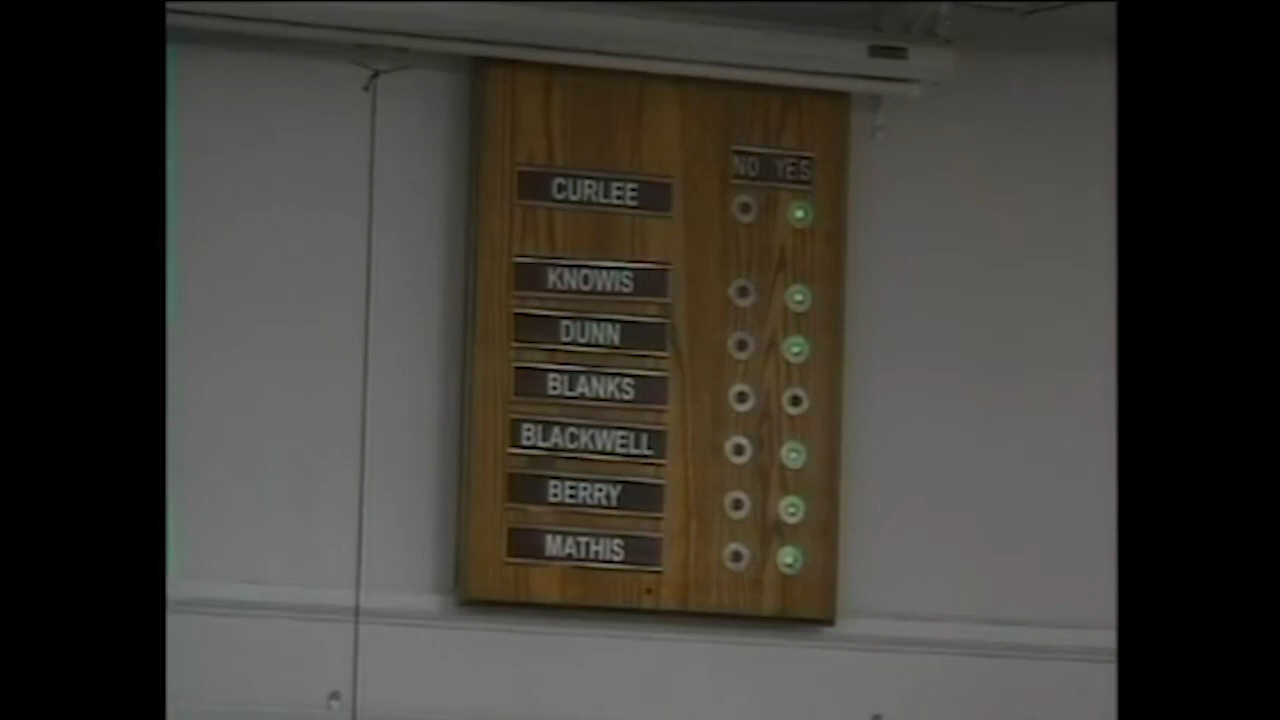 NO YES
CURLEE
KNOWIS
DUNN
BLANKS
BLACKWELL
BERRY
MATHIS